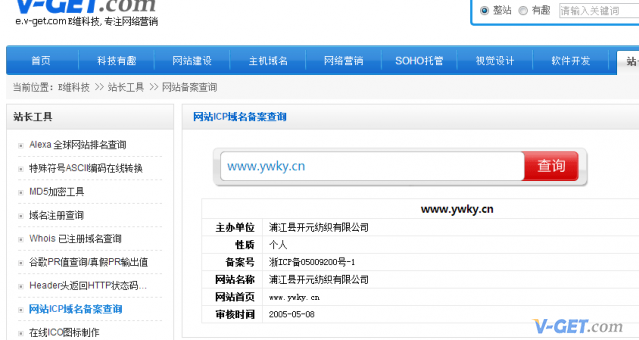 V-GET.com
e.v-get.com E维科技, 专注网络营销
整站 有趣 请输入关键词
首页 科技有趣 网站建设 主机域名 网络营销 SOHO托管 视觉设计 软件开发 站
当前位置: E维科技 >> 站长工具 >> 网站备案查询
站长工具
Alexa 全球网站排名查询
特殊符号ASCII编码在线转换
MD5加密工具
域名注册查询
Whois 已注册域名查询
谷歌PR值查询/真假PR输出值
Header头返回HTTP状态码...
网站ICP域名备案查询
在线ICO图标制作
网站ICP域名备案查询
www.ywky.cn 查询
www.ywky.cn
主办单位 浦江县开元纺织有限公司
性质 个人
备案号 浙ICP备05009200号-1
网站名称 浦江县开元纺织有限公司
网站首页 www.ywky.cn
审核时间 2005-05-08
V-GET.com